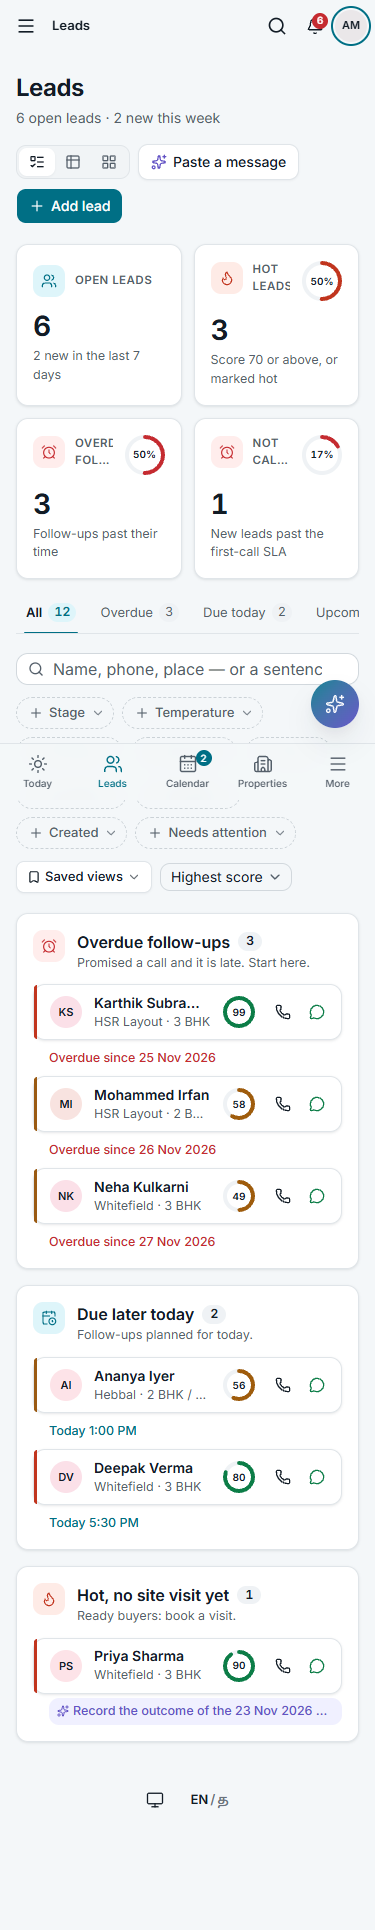 Leads
6
AM
Leads
6 open leads · 2 new this week
Paste a message
Add lead
OPEN LEADS
6
2 new in the last 7
days
HOT
LEADS
50%
3
Score 70 or above, or
marked hot
OVERD
FOL...
50%
3
Follow-ups past their
time
NOT
CAL...
17%
1
New leads past the
first-call SLA
All 12 Overdue 3 Due today 2 Upcom
Name, phone, place — or a sentenc
Stage Temperature
Today Leads Calendar 2 Properties More
Created Needs attention
Saved views Highest score
Overdue follow-ups 3
Promised a call and it is late. Start here.
KS Karthik Subra... 99
HSR Layout · 3 BHK
Overdue since 25 Nov 2026
MI Mohammed Irfan 58
HSR Layout · 2 B...
Overdue since 26 Nov 2026
NK Neha Kulkarni 49
Whitefield · 3 BHK
Overdue since 27 Nov 2026
Due later today 2
Follow-ups planned for today.
AI Ananya Iyer 56
Hebbal · 2 BHK / ...
Today 1:00 PM
DV Deepak Verma 80
Whitefield · 3 BHK
Today 5:30 PM
Hot, no site visit yet 1
Ready buyers: book a visit.
PS Priya Sharma 90
Whitefield · 3 BHK
Record the outcome of the 23 Nov 2026 ...
EN / த